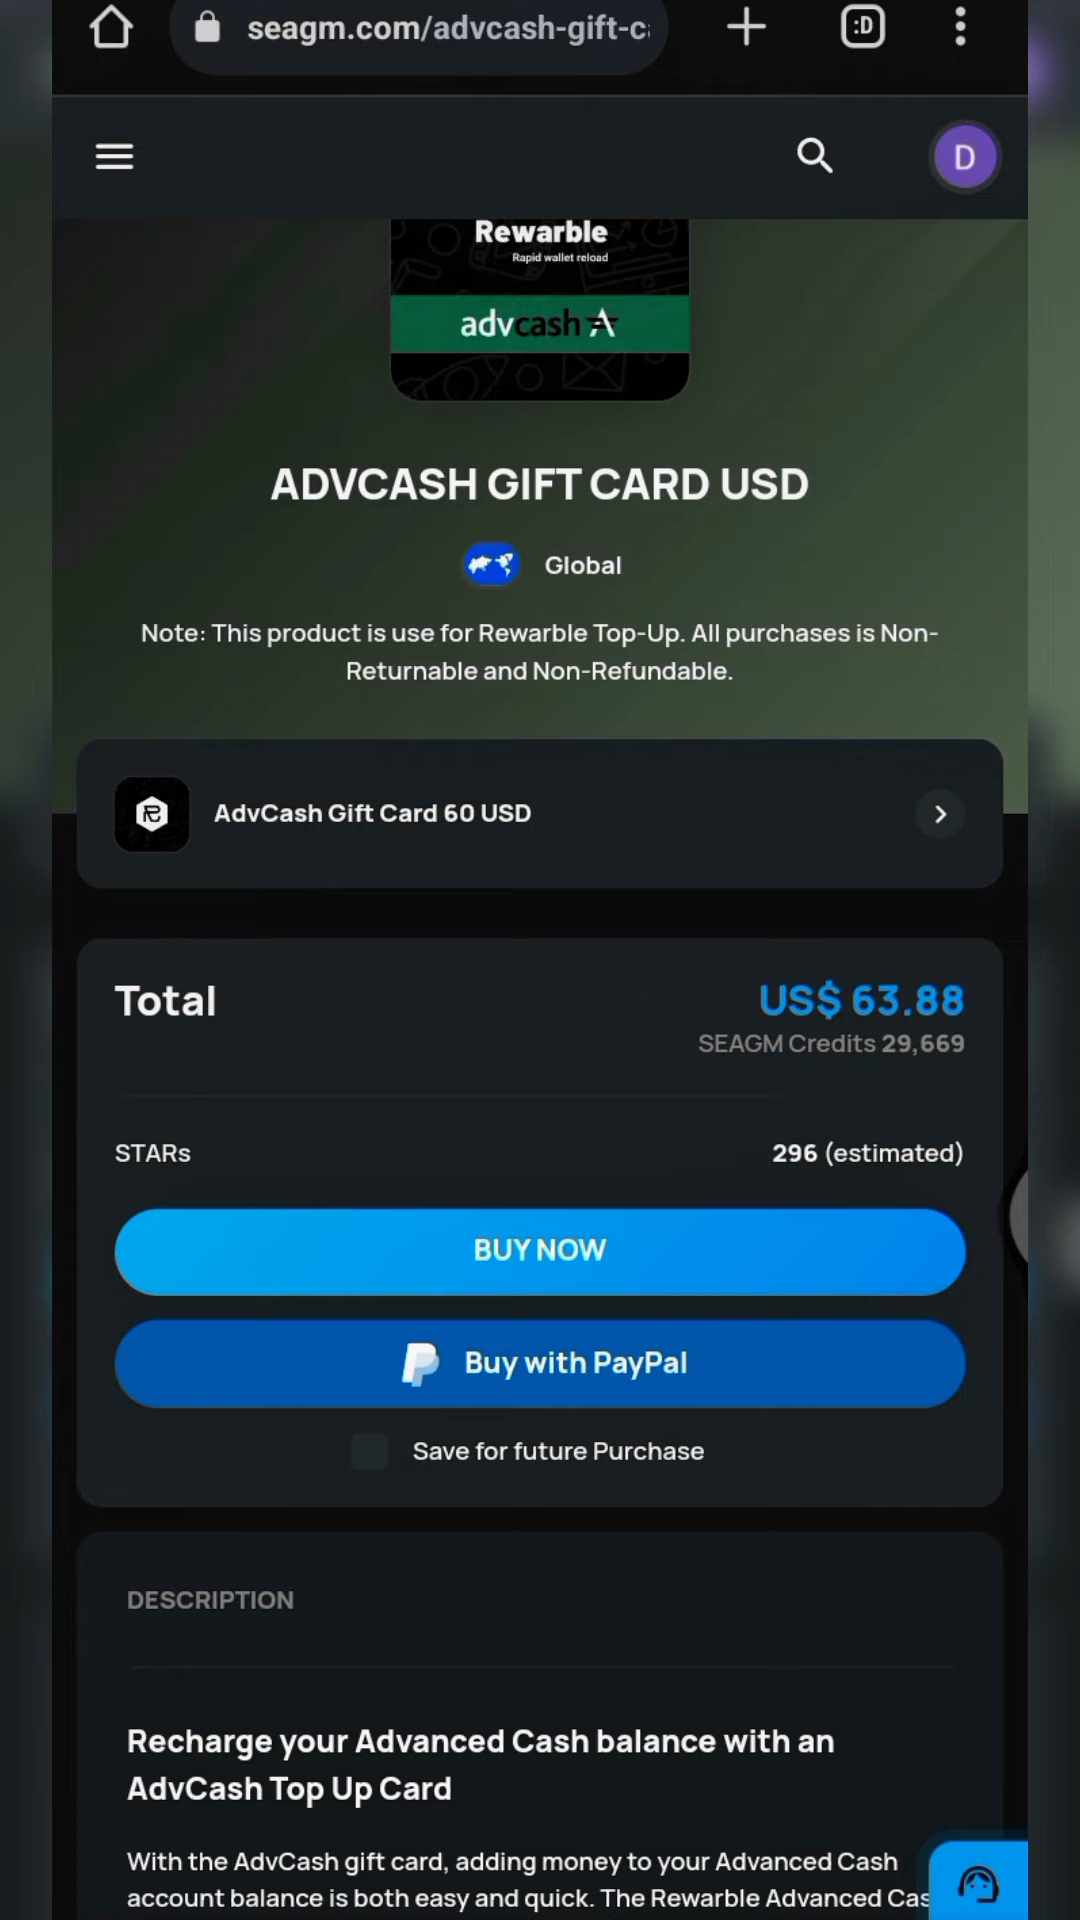 seagm.com/advcash-gift-c
:D
D
Rewarble
Rapid wallet reload
advcash
ADVCASH GIFT CARD USD
Global
Note: This product is use for Rewarble Top-Up. All purchases is Non-
Returnable and Non-Refundable.
AdvCash Gift Card 60 USD
Total
US$ 63.88
SEAGM Credits 29,669
STARs
296 (estimated)
BUY NOW
Buy with PayPal
Save for future Purchase
DESCRIPTION
Recharge your Advanced Cash balance with an
AdvCash Top Up Card
With the AdvCash gift card, adding money to your Advanced Cash
account balance is both easy and quick. The Rewarble Advanced Cas